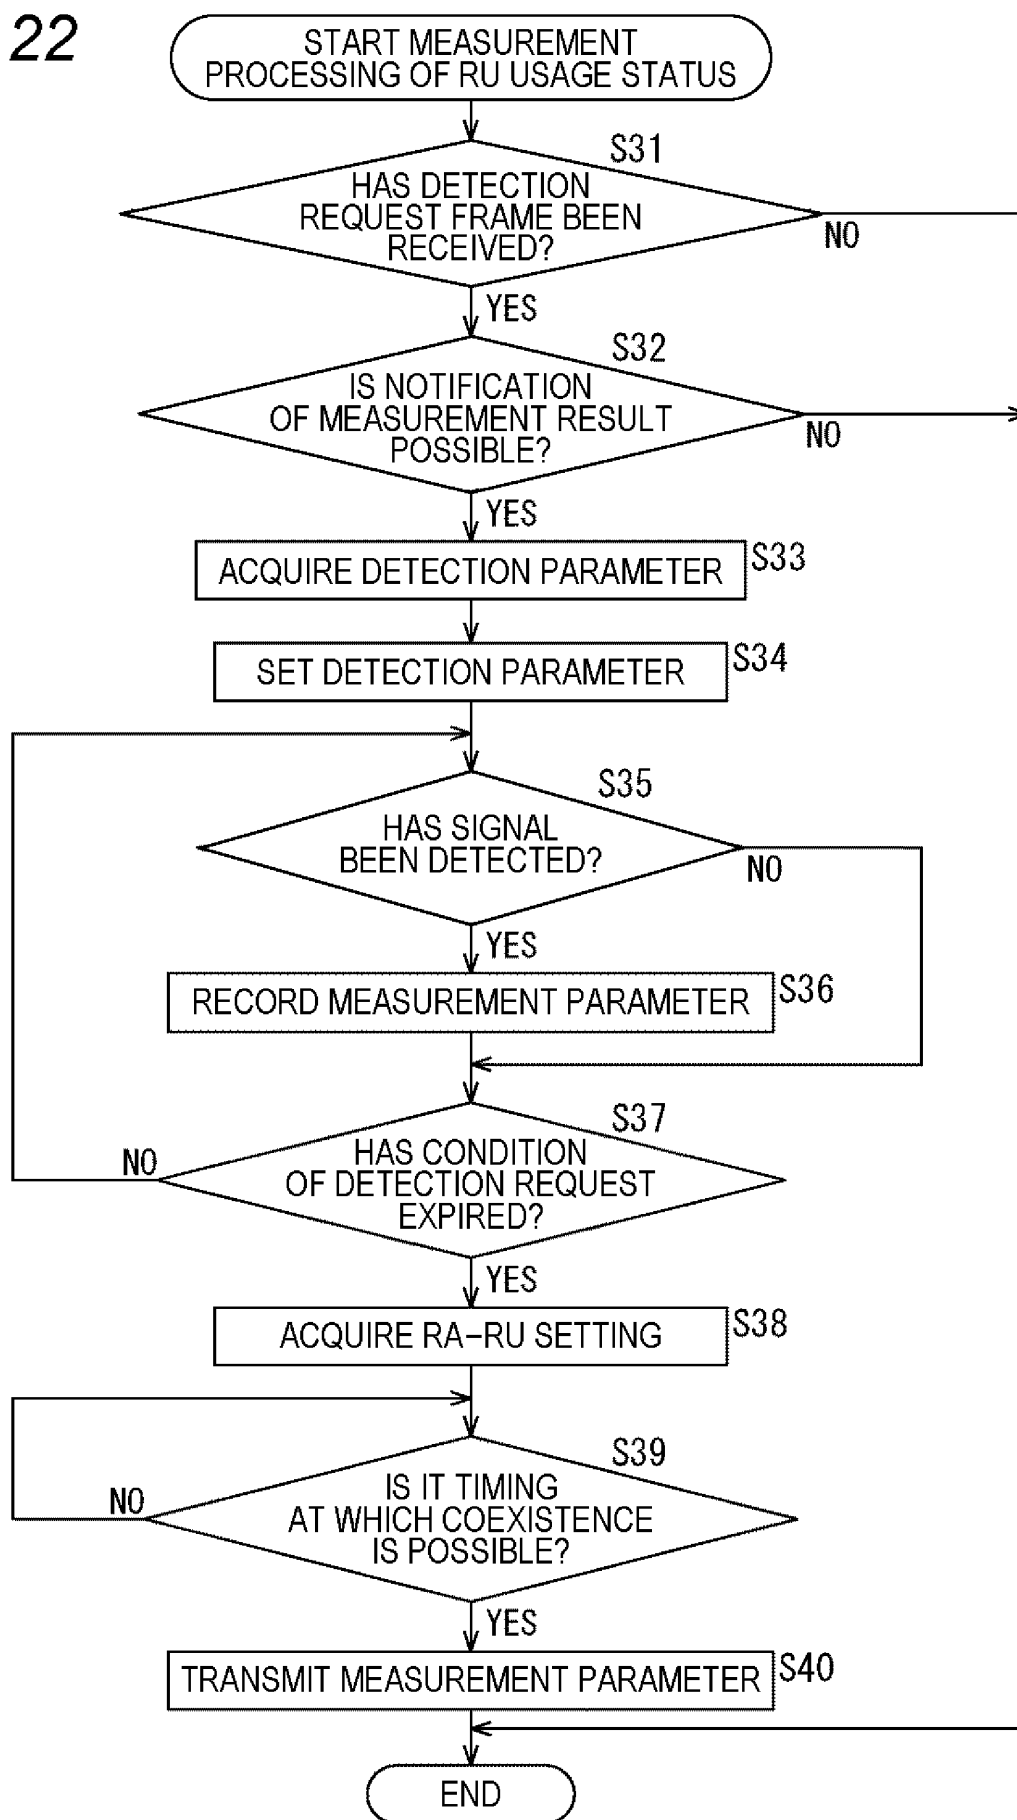 22
START MEASUREMENT
PROCESSING OF RU USAGE STATUS
S31
HAS DETECTION
REQUEST FRAME BEEN
RECEIVED?
NO
YES
S32
IS NOTIFICATION
OF MEASUREMENT RESULT
POSSIBLE?
NO
YES
ACQUIRE DETECTION PARAMETER
S33
SET DETECTION PARAMETER
S34
S35
HAS SIGNAL
BEEN DETECTED?
NO
YES
RECORD MEASUREMENT PARAMETER
S36
S37
HAS CONDITION
OF DETECTION REQUEST
EXPIRED?
NO
YES
ACQUIRE RA-RU SETTING
S38
S39
IS IT TIMING
AT WHICH COEXISTENCE
IS POSSIBLE?
NO
YES
TRANSMIT MEASUREMENT PARAMETER
S40
END